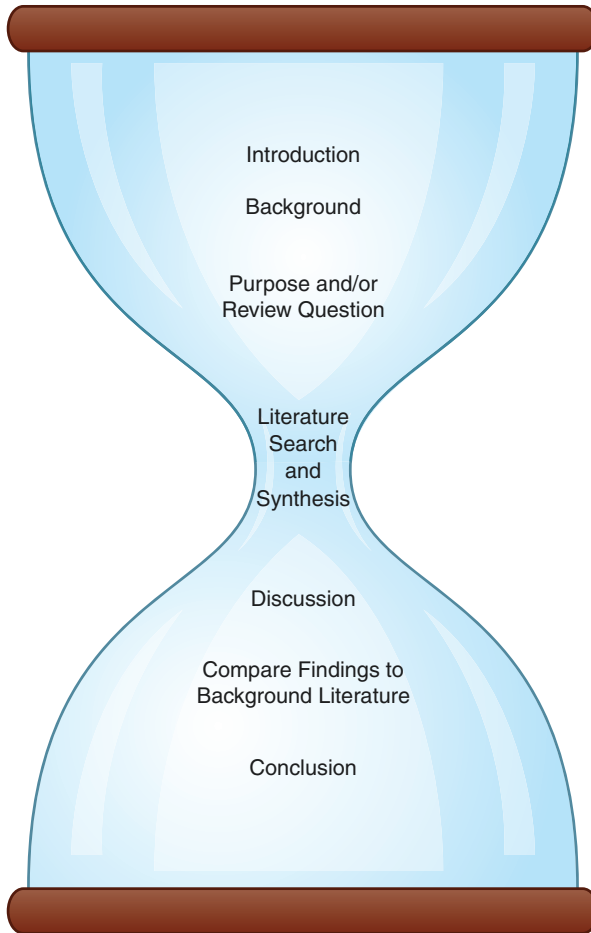 Introduction
Background
Purpose and/or
Review Question
Literature
Search
and
Synthesis
Discussion
Compare Findings to
Background Literature
Conclusion